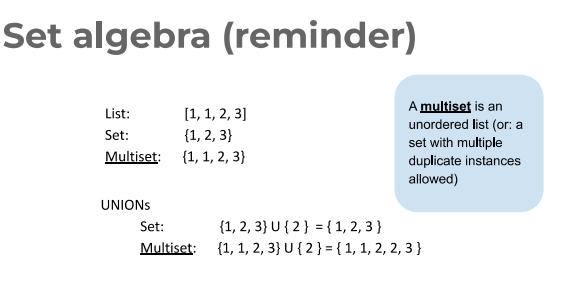 Set algebra (reminder)
List: [1, 1, 2, 3]
Set: {1, 2, 3}
Multiset: {1, 1, 2, 3}
A multiset is an
unordered list (or: a
set with multiple
duplicate instances
allowed)
UNIONs
Set: {1, 2, 3} U { 2 } = { 1, 2, 3 }
Multiset: {1, 1, 2, 3} U { 2 } = { 1, 1, 2, 2, 3 }